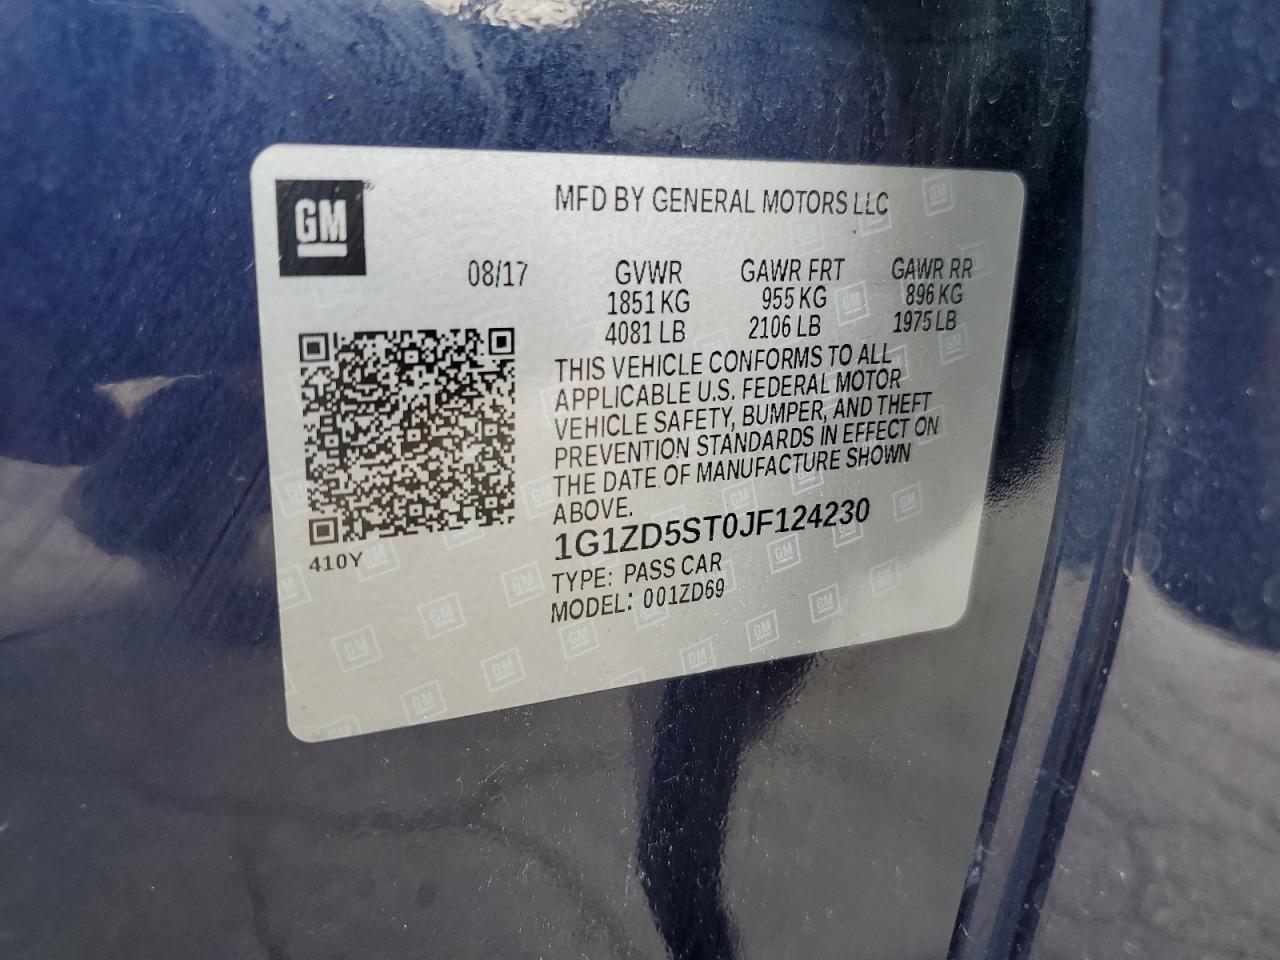 GM
MFD BY GENERAL MOTORS LLC
08/17
GVWR GAWR FRT GAWR RR
1851 KG 955 KG 896 KG
4081 LB 2106 LB 1975 LB
THIS VEHICLE CONFORMS TO ALL
APPLICABLE U.S. FEDERAL MOTOR
VEHICLE SAFETY, BUMPER, AND THEFT
PREVENTION STANDARDS IN EFFECT ON
THE DATE OF MANUFACTURE SHOWN
ABOVE.
1G1ZD5ST0JF124230
410Y
TYPE: PASS CAR
MODEL: 001ZD69